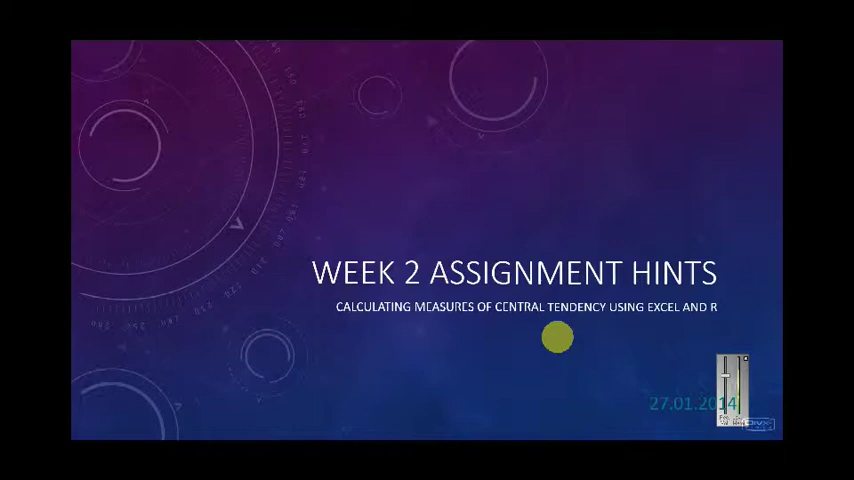 WEEK 2 ASSIGNMENT HINTS
CALCULATING MEASURES OF CENTRAL TENDENCY USING EXCEL AND R
27.01.2014